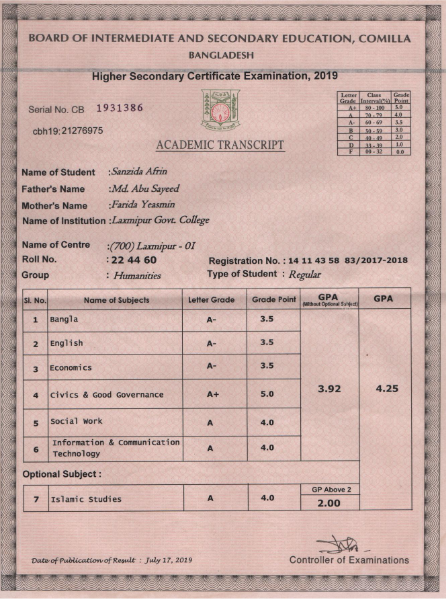 BOARD OF INTERMEDIATE AND SECONDARY EDUCATION, COMILLA
BANGLADESH
Higher Secondary Certificate Examination, 2019
Serial No. CB 1931386
cbh19:21276975
Letter Grade Class Interval(%) Grade Point
A+ 80 - 100 5.0
A 70 - 79 4.0
A- 60 - 69 3.5
B 50 - 59 3.0
C 40 - 49 2.0
D 33 - 39 1.0
F 00 - 32 0.0
ACADEMIC TRANSCRIPT
Name of Student : Sanzida Afrin
Father's Name : Md. Abu Sayeed
Mother's Name : Farida Yeasmin
Name of Institution : Laxmipur Govt. College
Name of Centre : (700) Laxmipur - 01
Roll No. : 22 44 60 Registration No. : 14 11 43 58 83/2017-2018
Group : Humanities Type of Student : Regular
Sl. No. Name of Subjects Letter Grade Grade Point GPA (Without Optional Subject) GPA
1 Bangla A- 3.5
2 English A- 3.5
3 Economics A- 3.5
4 Civics & Good Governance A+ 5.0
3.92 4.25
5 Social Work A 4.0
6 Information & Communication Technology A 4.0
Optional Subject :
7 Islamic Studies A 4.0
GP Above 2
2.00
Date of Publication of Result : July 17, 2019
Controller of Examinations